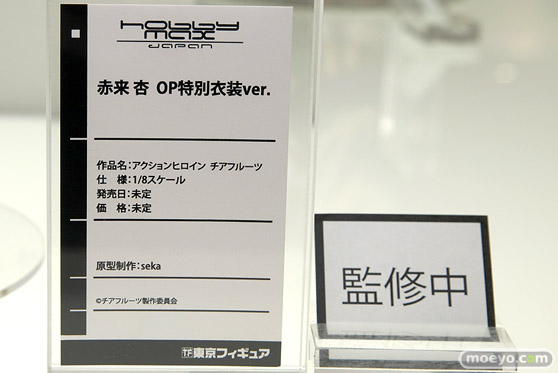 HOBBY
MAX
JAPAN
赤来 杏 OP特別衣装ver.
作品名:アクションヒロイン チアフルーツ
仕 様:1/8スケール
発売日:未定
価 格:未定
原型制作:seka
©チアフルーツ製作委員会
TF 東京フィギュア
監修中
moeyo.com